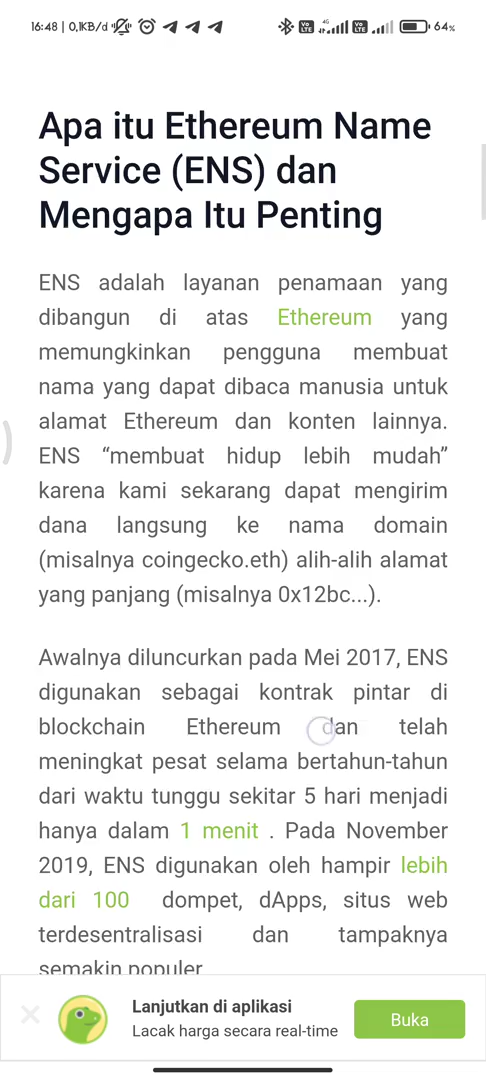 16:48 | 0,1KB/d
4G
Vo LTE
Vo LTE
64%
Apa itu Ethereum Name
Service (ENS) dan
Mengapa Itu Penting
ENS adalah layanan penamaan yang
dibangun di atas Ethereum yang
memungkinkan pengguna membuat
nama yang dapat dibaca manusia untuk
alamat Ethereum dan konten lainnya.
ENS “membuat hidup lebih mudah”
karena kami sekarang dapat mengirim
dana langsung ke nama domain
(misalnya coingecko.eth) alih-alih alamat
yang panjang (misalnya 0x12bc...).
Awalnya diluncurkan pada Mei 2017, ENS
digunakan sebagai kontrak pintar di
blockchain Ethereum dan telah
meningkat pesat selama bertahun-tahun
dari waktu tunggu sekitar 5 hari menjadi
hanya dalam 1 menit . Pada November
2019, ENS digunakan oleh hampir lebih
dari 100 dompet, dApps, situs web
terdesentralisasi dan tampaknya
semakin populer
Lanjutkan di aplikasi
Lacak harga secara real-time
Buka